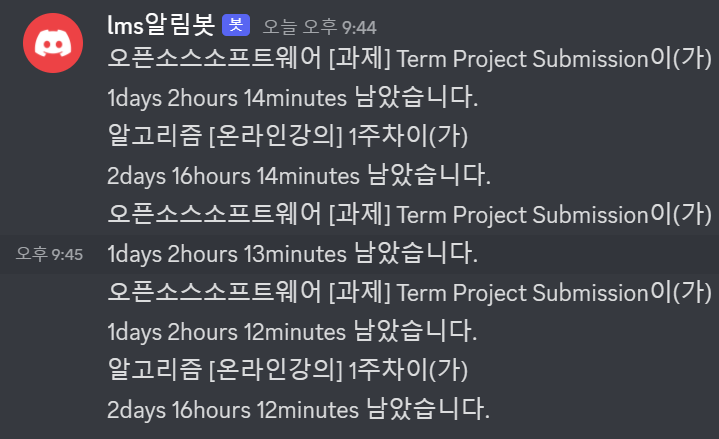 lms알림봇 봇 오늘 오후 9:44
오픈소스소프트웨어 [과제] Term Project Submission이(가)
1days 2hours 14minutes 남았습니다.
알고리즘 [온라인강의] 1주차이(가)
2days 16hours 14minutes 남았습니다.
오픈소스소프트웨어 [과제] Term Project Submission이(가)
오후 9:45 1days 2hours 13minutes 남았습니다.
오픈소스소프트웨어 [과제] Term Project Submission이(가)
1days 2hours 12minutes 남았습니다.
알고리즘 [온라인강의] 1주차이(가)
2days 16hours 12minutes 남았습니다.